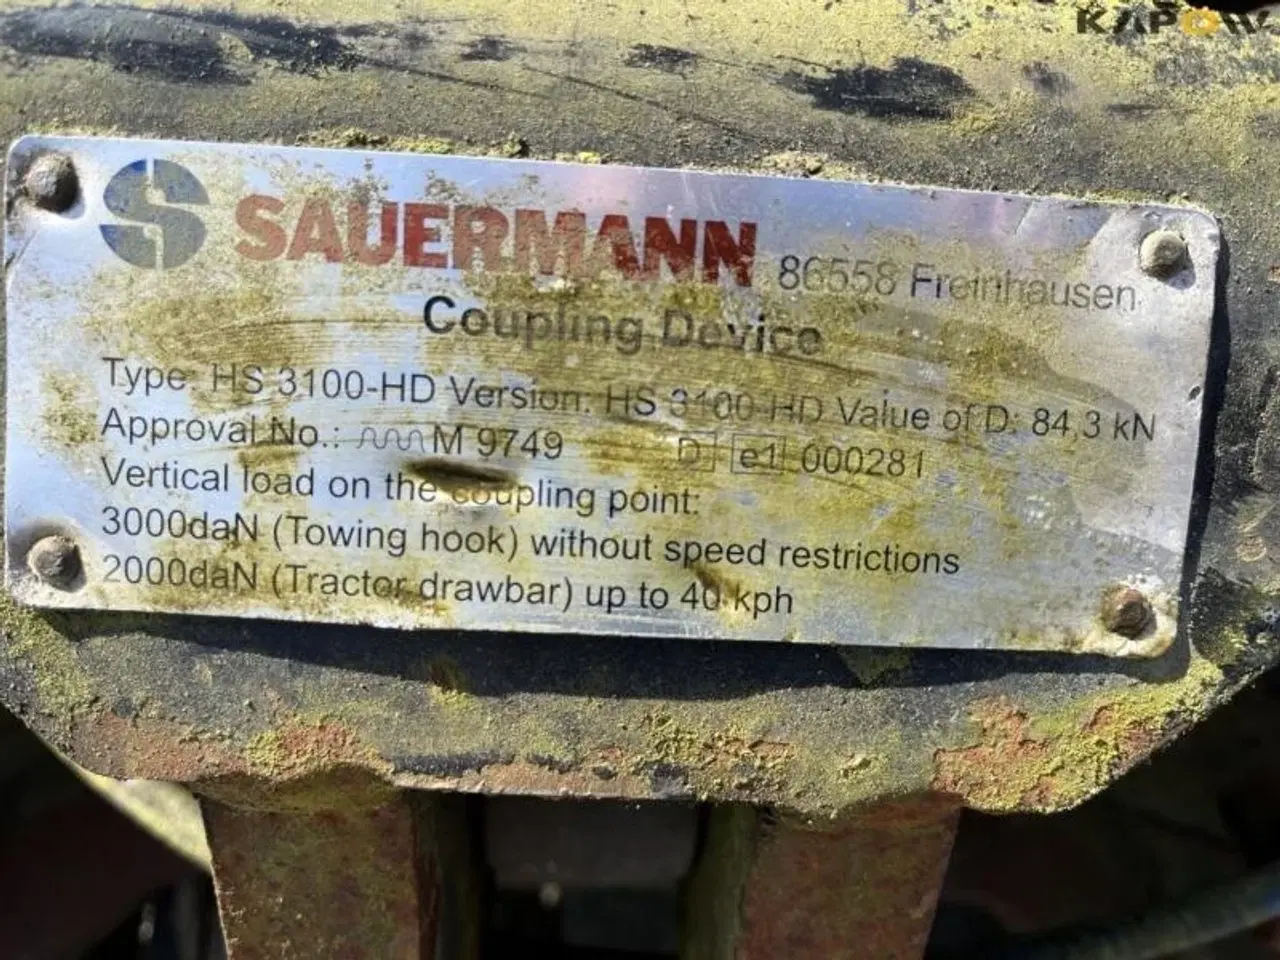 KAPOW
SAUERMANN 86558 Freinhausen
Coupling Device
Type: HS 3100-HD Version: HS 3100-HD Value of D: 84,3 kN
Approval No.: M 9749 D e1 000281
Vertical load on the coupling point:
3000daN (Towing hook) without speed restrictions
2000daN (Tractor drawbar) up to 40 kph